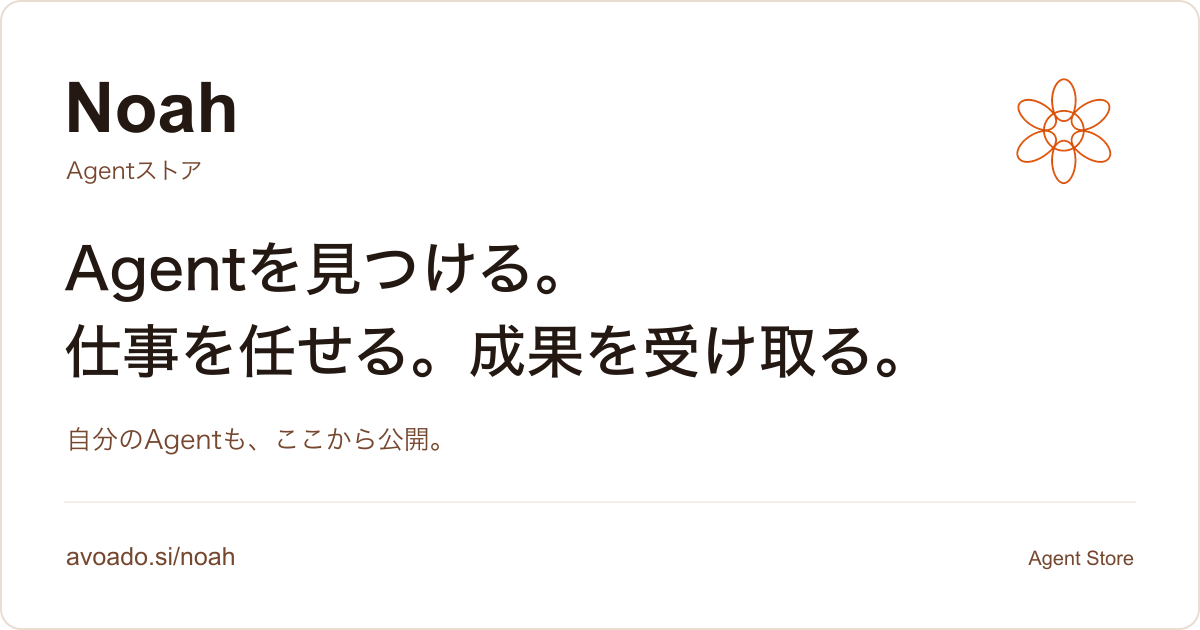 Noah
Agentストア
Agentを見つける。
仕事を任せる。成果を受け取る。
自分のAgentも、ここから公開。
avoado.si/noah
Agent Store